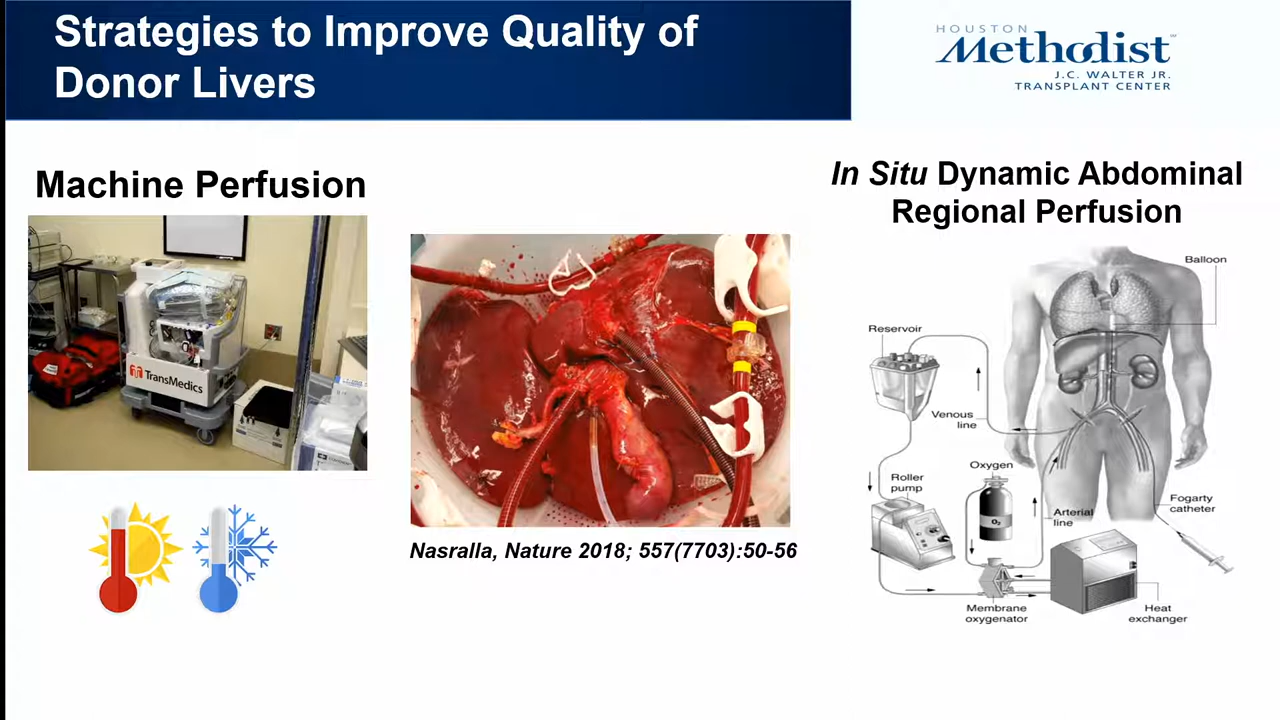 Strategies to Improve Quality of
Donor Livers
HOUSTON
Methodist
J.C. WALTER JR.
TRANSPLANT CENTER
Machine Perfusion
TransMedics
Nasralla, Nature 2018; 557(7703):50-56
In Situ Dynamic Abdominal
Regional Perfusion
Balloon
Reservoir
Venous
line
Roller
pump
Oxygen
O₂
Arterial
line
Fogarty
catheter
Membrane
oxygenator
Heat
exchanger